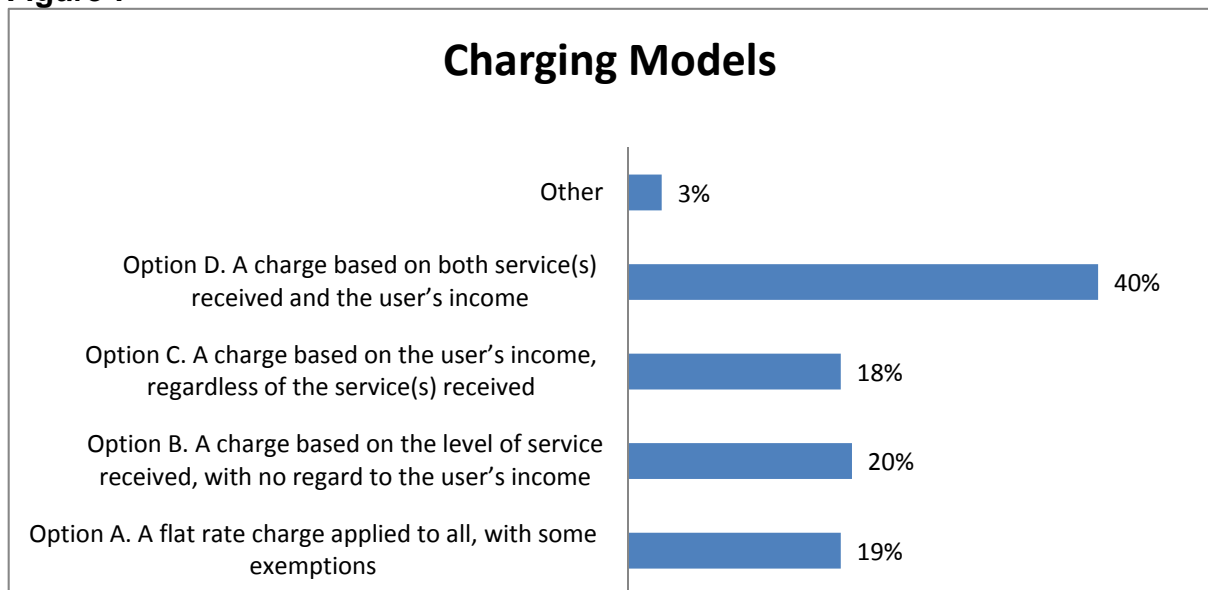 Charging Models
Other
3%
Option D. A charge based on both service(s)
received and the user’s income
40%
Option C. A charge based on the user’s income,
regardless of the service(s) received
18%
Option B. A charge based on the level of service
received, with no regard to the user’s income
20%
Option A. A flat rate charge applied to all, with some
exemptions
19%